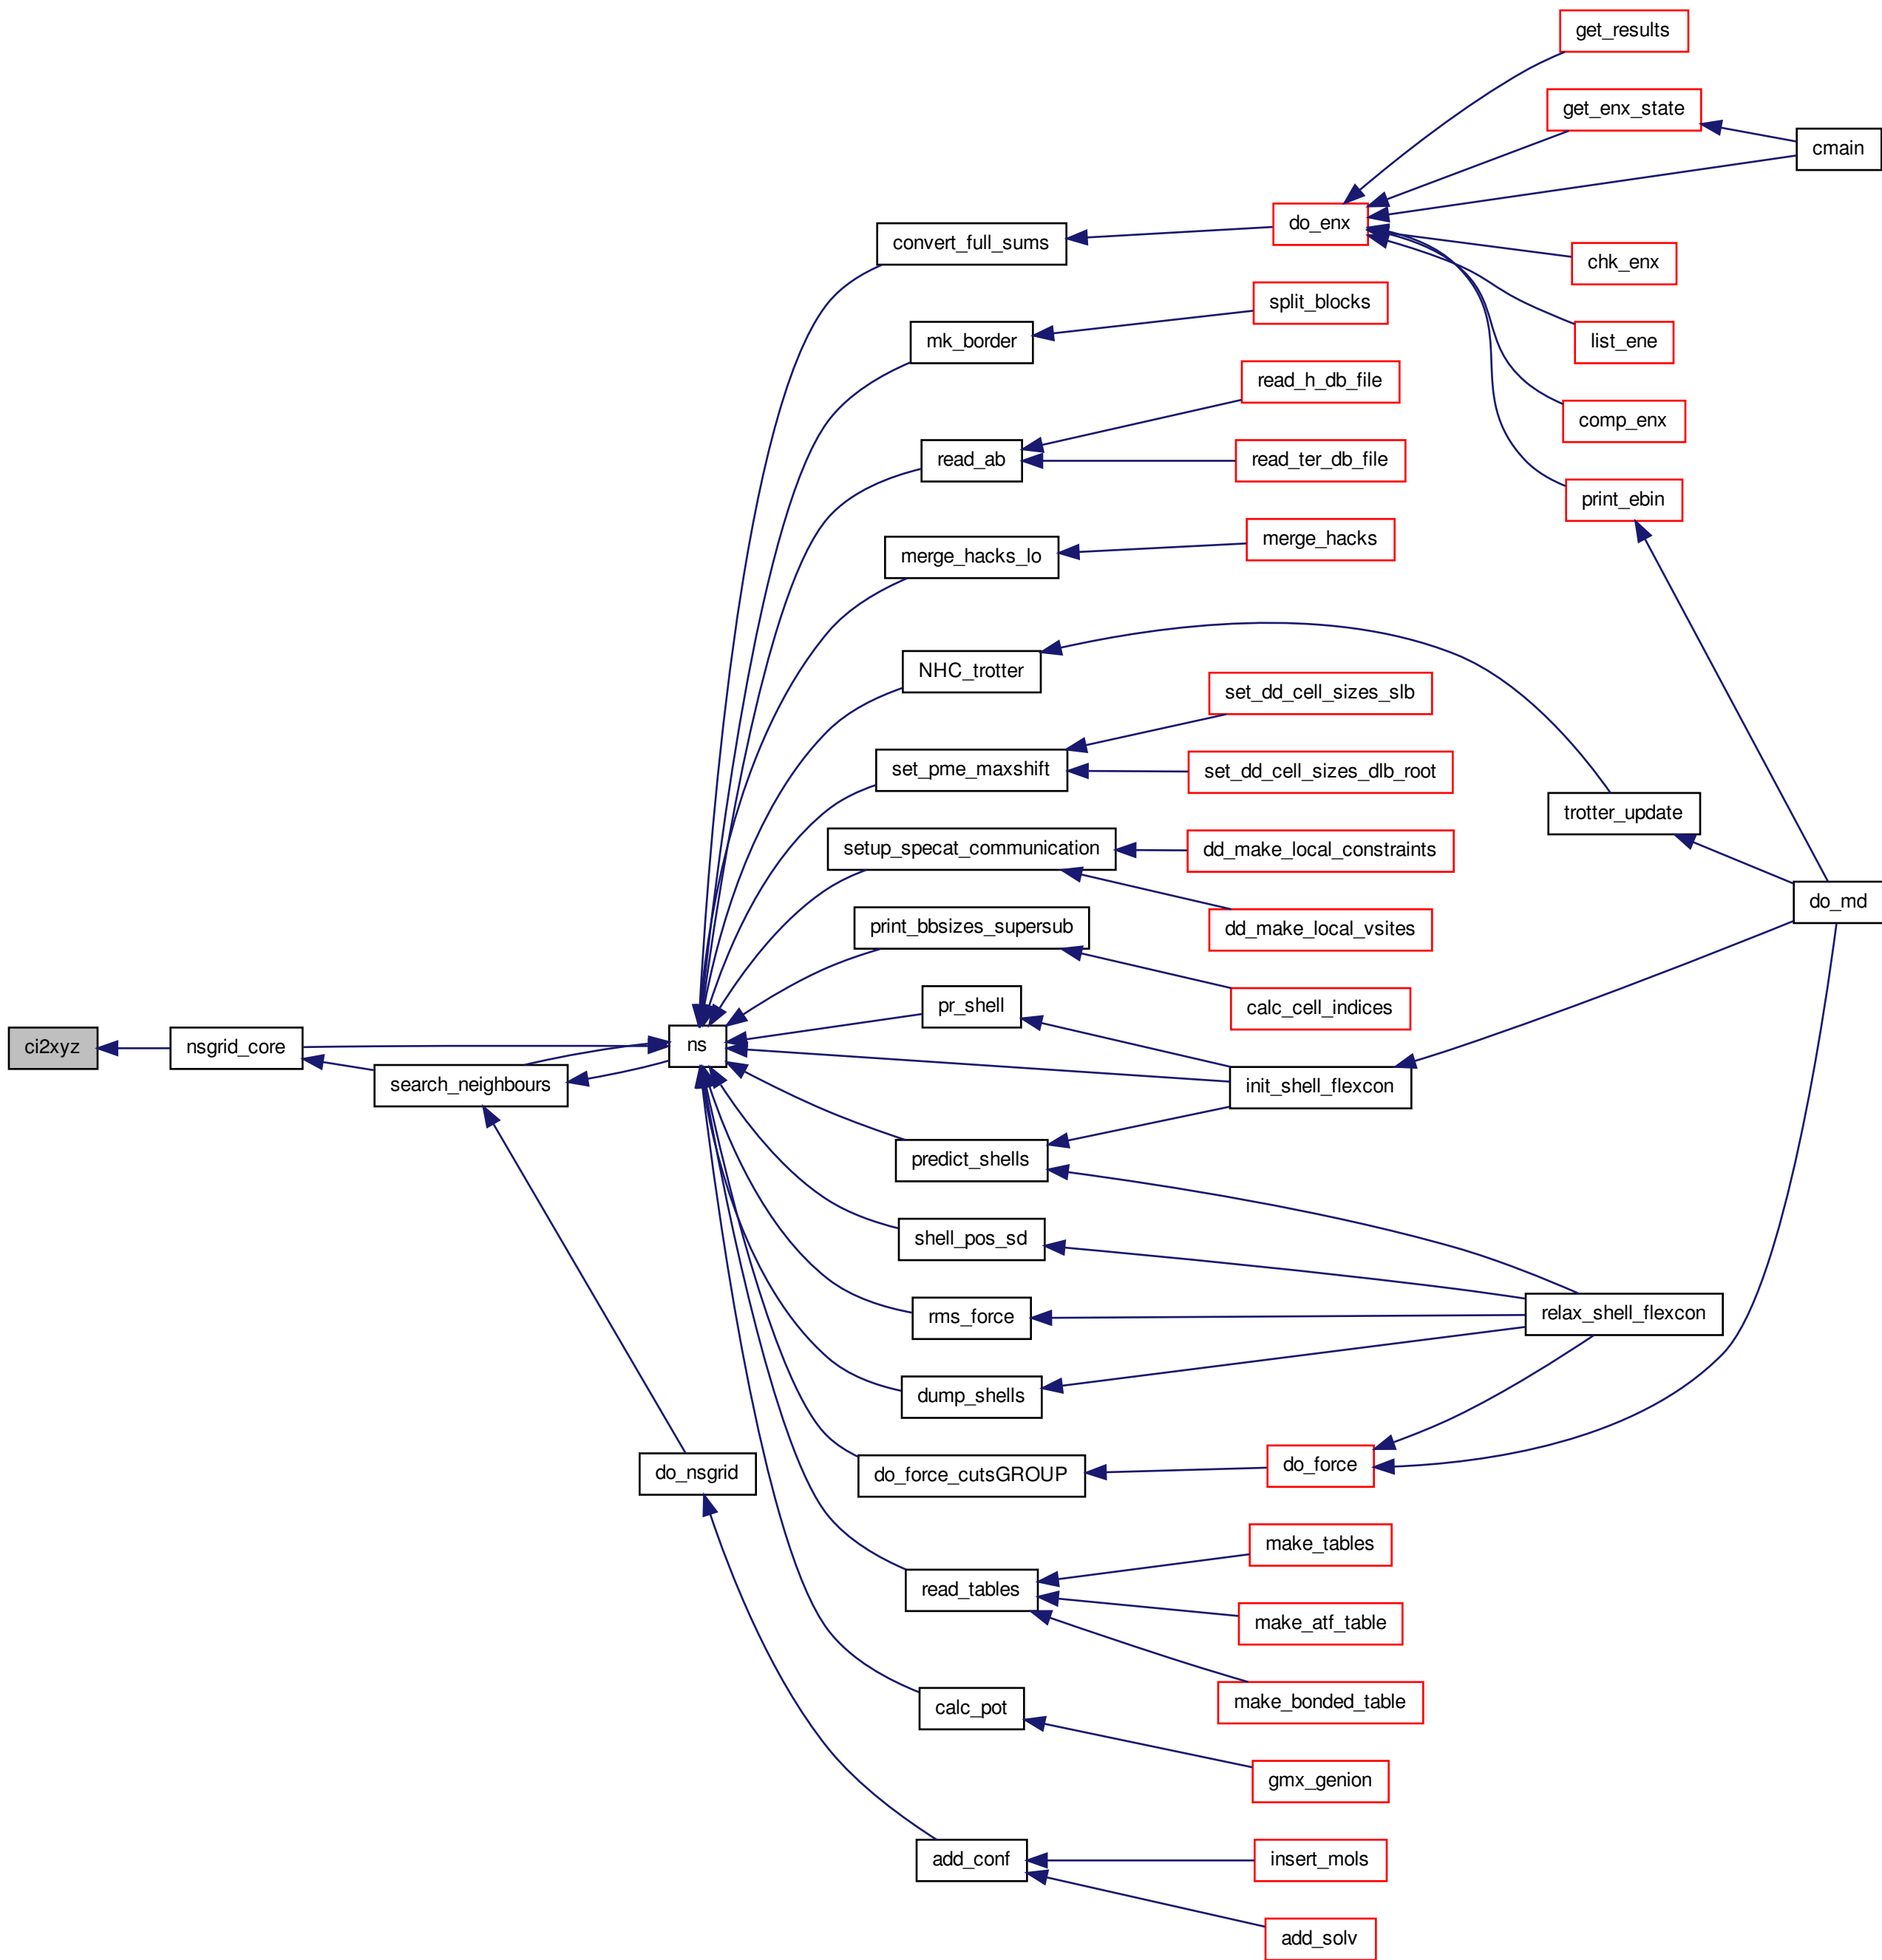 get_results
get_enx_state
cmain
do_enx
convert_full_sums
chk_enx
split_blocks
mk_border
list_ene
read_h_db_file
comp_enx
read_ab
read_ter_db_file
print_ebin
merge_hacks
merge_hacks_lo
NHC_trotter
set_dd_cell_sizes_slb
set_pme_maxshift
set_dd_cell_sizes_dlb_root
trotter_update
setup_specat_communication
dd_make_local_constraints
do_md
print_bbsizes_supersub
dd_make_local_vsites
pr_shell
calc_cell_indices
ci2xyz
nsgrid_core
ns
search_neighbours
init_shell_flexcon
predict_shells
shell_pos_sd
rms_force
relax_shell_flexcon
dump_shells
do_nsgrid
do_force_cutsGROUP
do_force
make_tables
read_tables
make_atf_table
calc_pot
make_bonded_table
gmx_genion
add_conf
insert_mols
add_solv